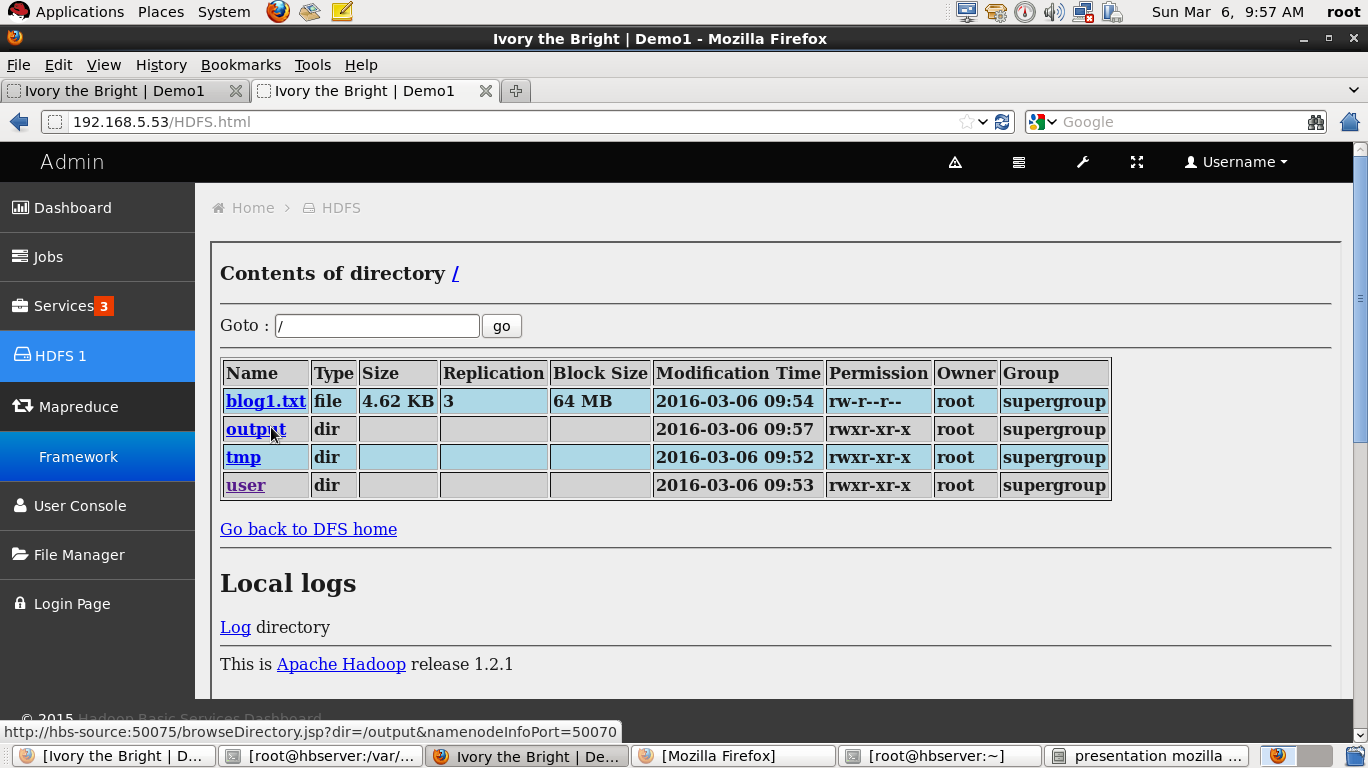 Applications Places System Sun Mar 6, 9:57 AM root
Ivory the Bright | Demo1 - Mozilla Firefox
File Edit View History Bookmarks Tools Help
Ivory the Bright | Demo1 Ivory the Bright | Demo1
192.168.5.53/HDFS.html Google
Admin Username
Dashboard
Jobs
Services 3
HDFS 1
Mapreduce
Framework
User Console
File Manager
Login Page
Home > HDFS
Contents of directory /
Goto : / go
Name Type Size Replication Block Size Modification Time Permission Owner Group
blog1.txt file 4.62 KB 3 64 MB 2016-03-06 09:54 rw-r--r-- root supergroup
output dir 2016-03-06 09:57 rwxr-xr-x root supergroup
tmp dir 2016-03-06 09:52 rwxr-xr-x root supergroup
user dir 2016-03-06 09:53 rwxr-xr-x root supergroup
Go back to DFS home
Local logs
Log directory
This is Apache Hadoop release 1.2.1
© 2015 Hadoop Basic Services Dashboard
http://hbs-source:50075/browseDirectory.jsp?dir=/output&namenodeInfoPort=50070
[Ivory the Bright | D... [root@hbserver:/var/... Ivory the Bright | De... [Mozilla Firefox] [root@hbserver:~] presentation mozilla ...